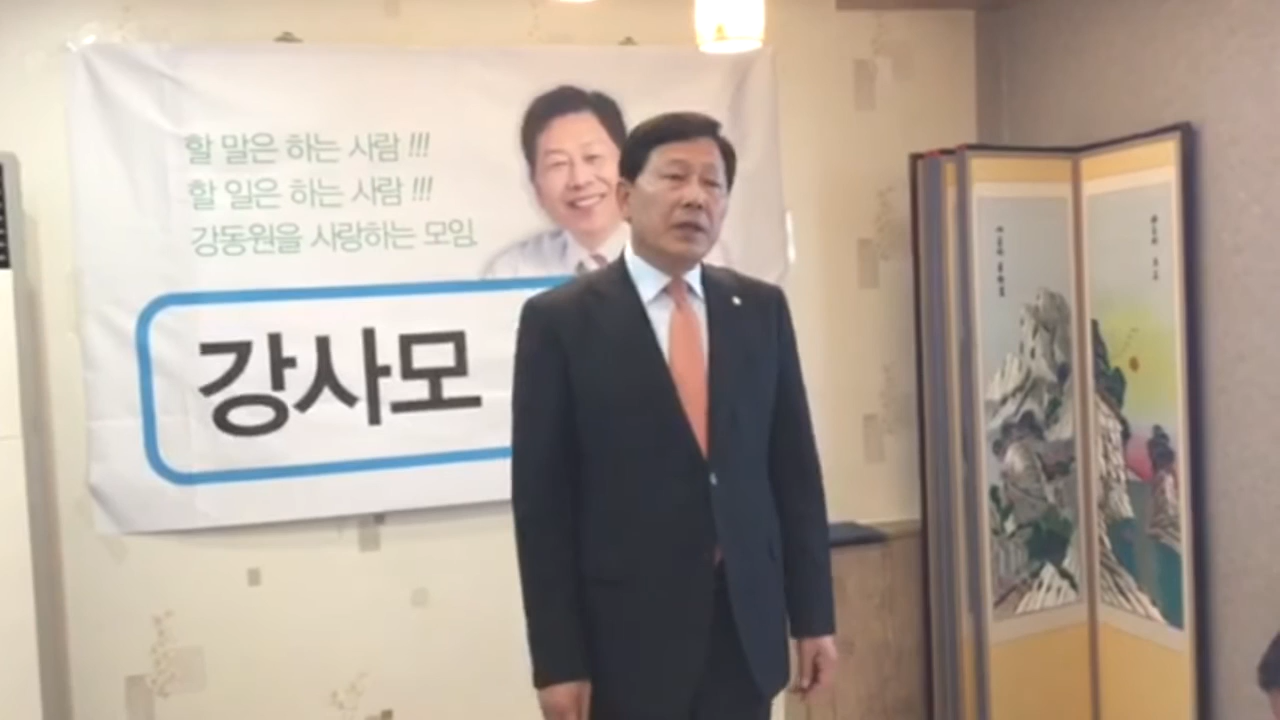 할 말은 하는 사람 !!!
할 일은 하는 사람 !!!
강동원을 사랑하는 모임
강사모